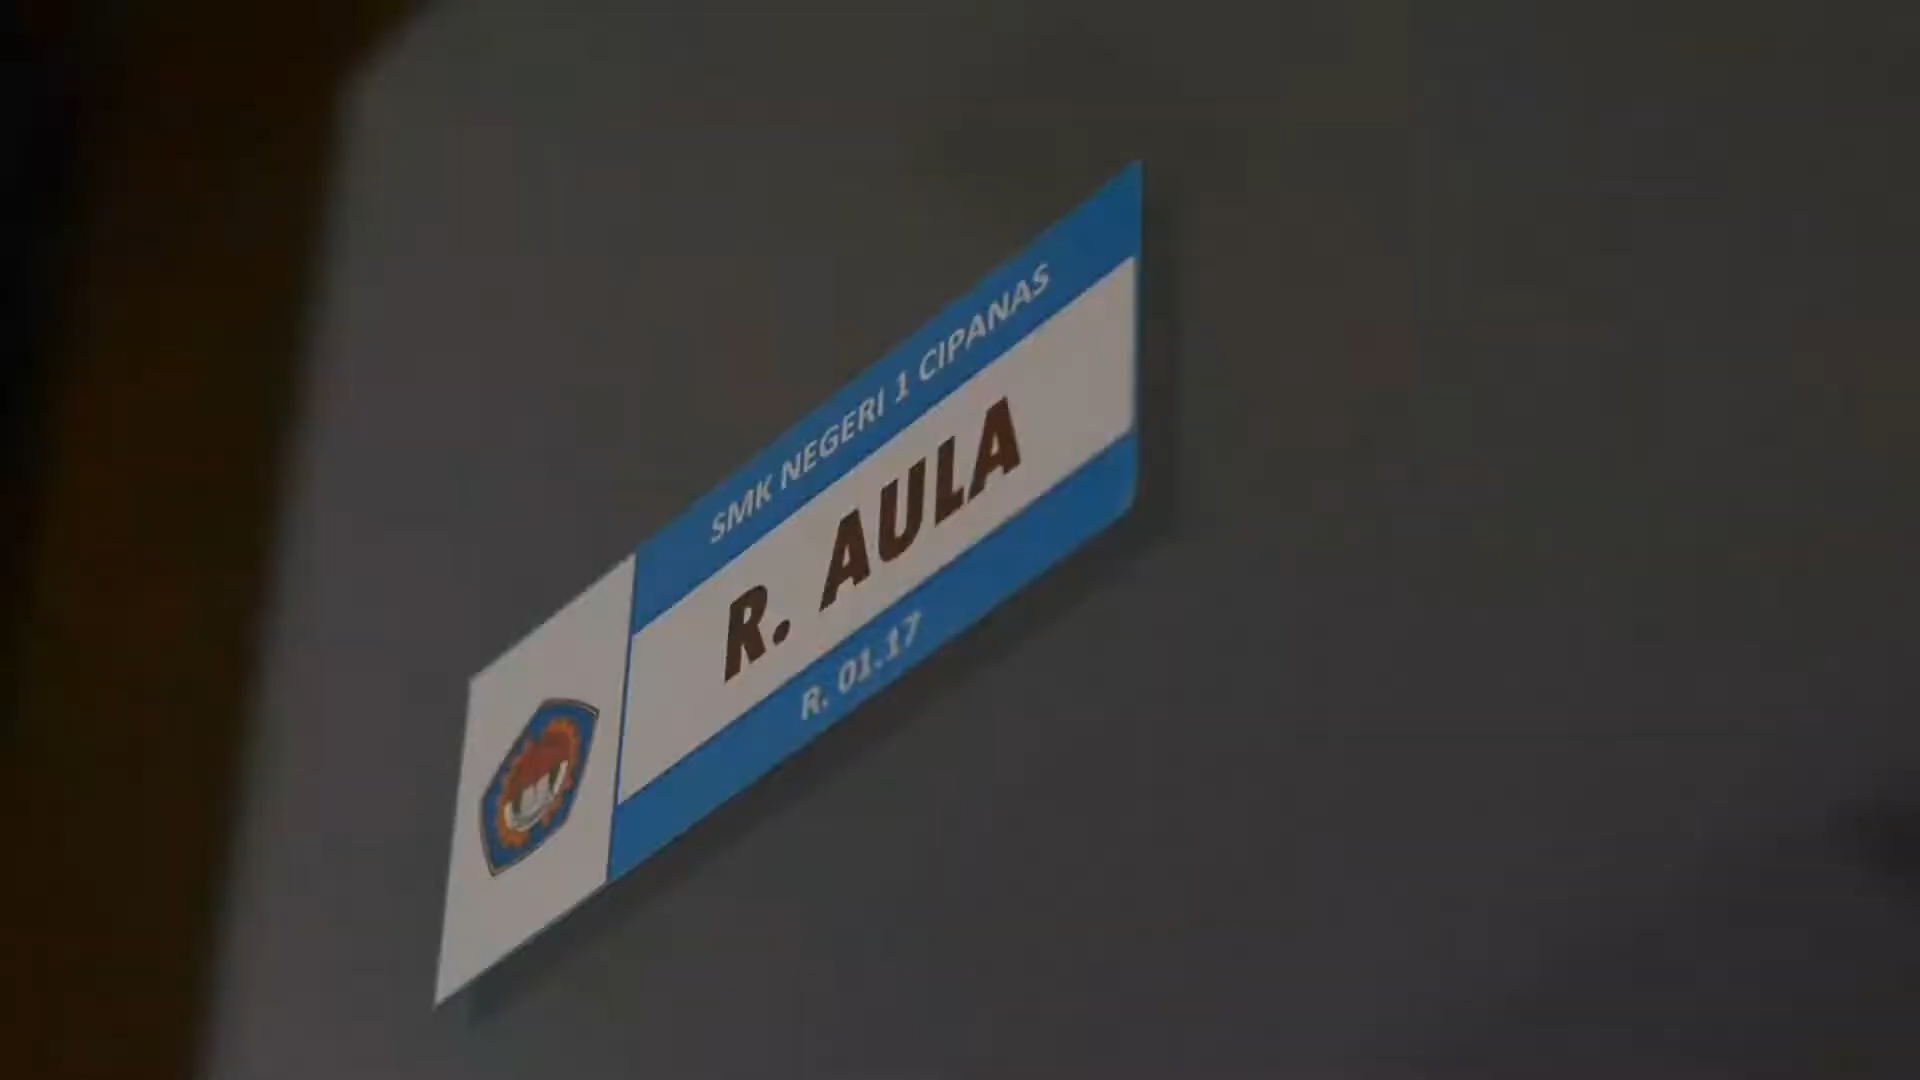 SMK NEGERI 1 CIPANAS
R. AULA
R. 01.17